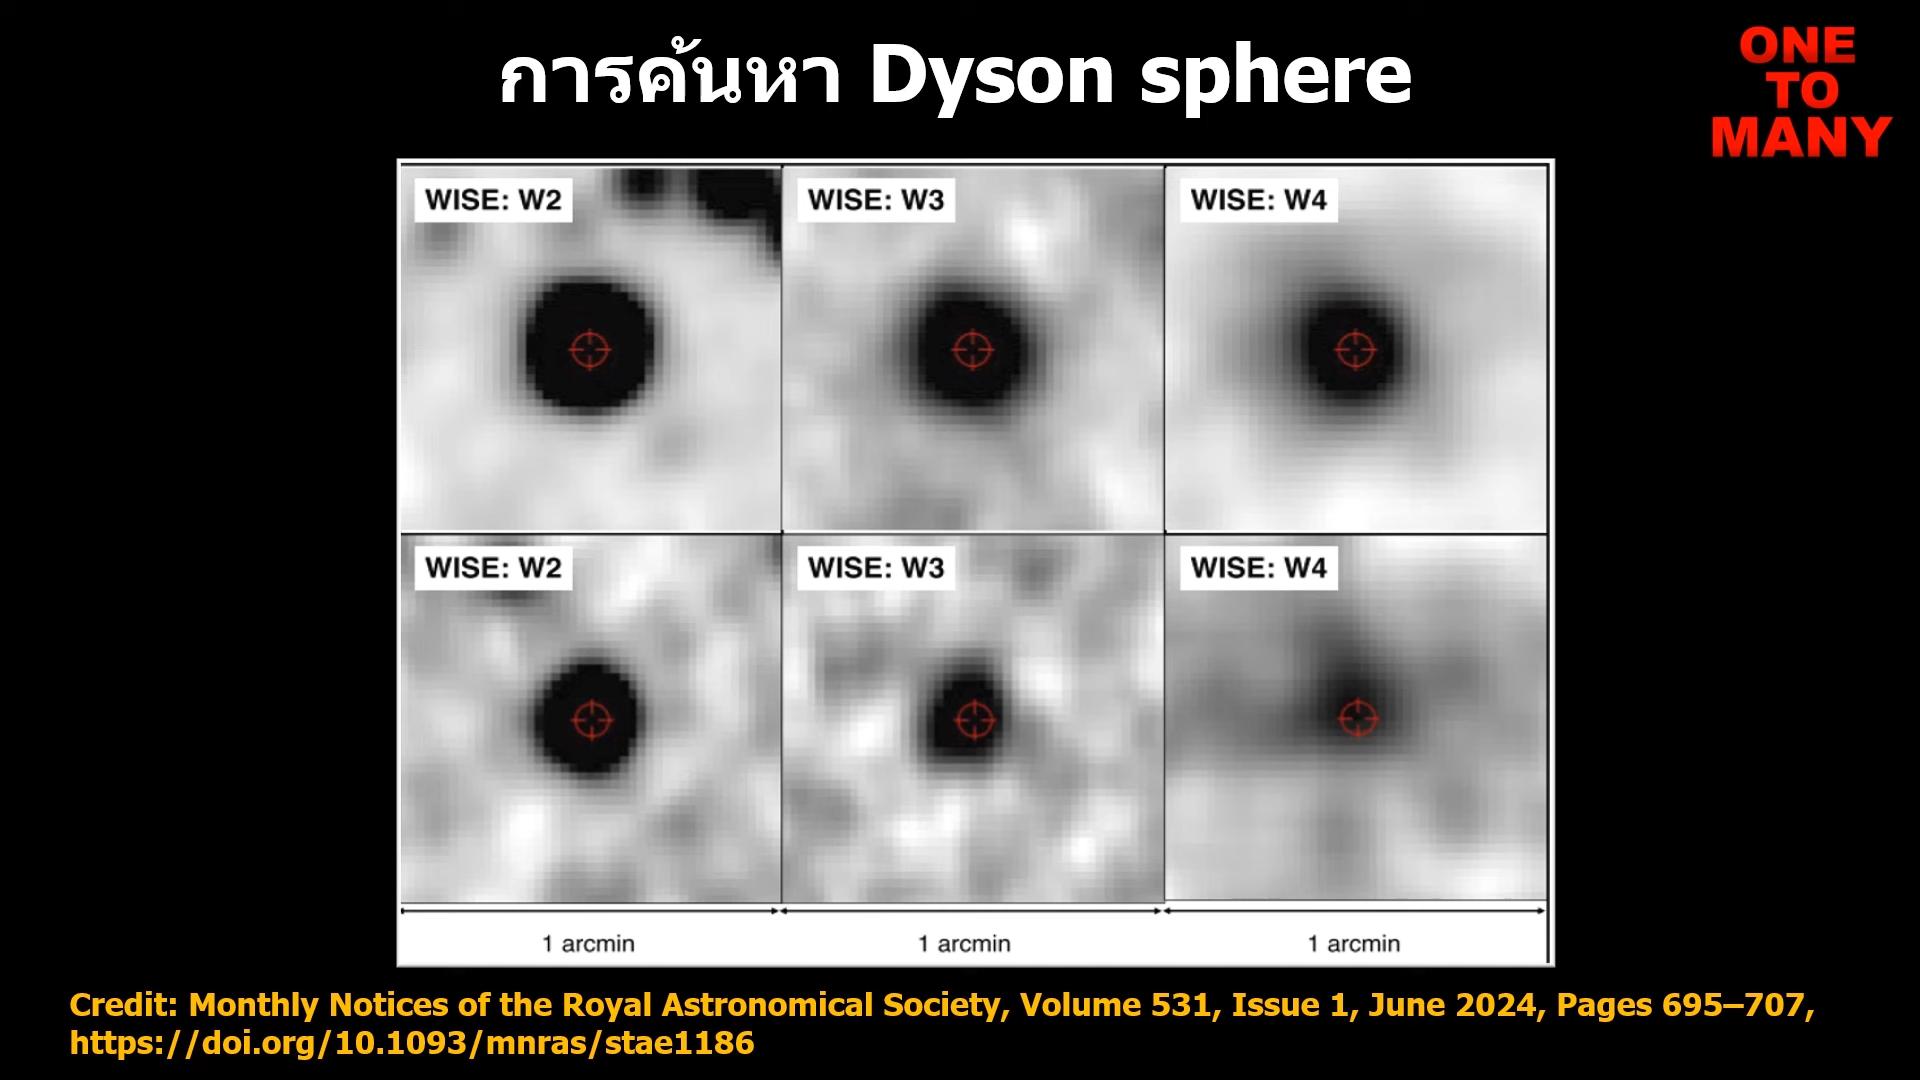 การค้นหา Dyson sphere
ONE
TO
MANY
WISE: W2
WISE: W3
WISE: W4
WISE: W2
WISE: W3
WISE: W4
1 arcmin
1 arcmin
1 arcmin
Credit: Monthly Notices of the Royal Astronomical Society, Volume 531, Issue 1, June 2024, Pages 695–707,
https://doi.org/10.1093/mnras/stae1186